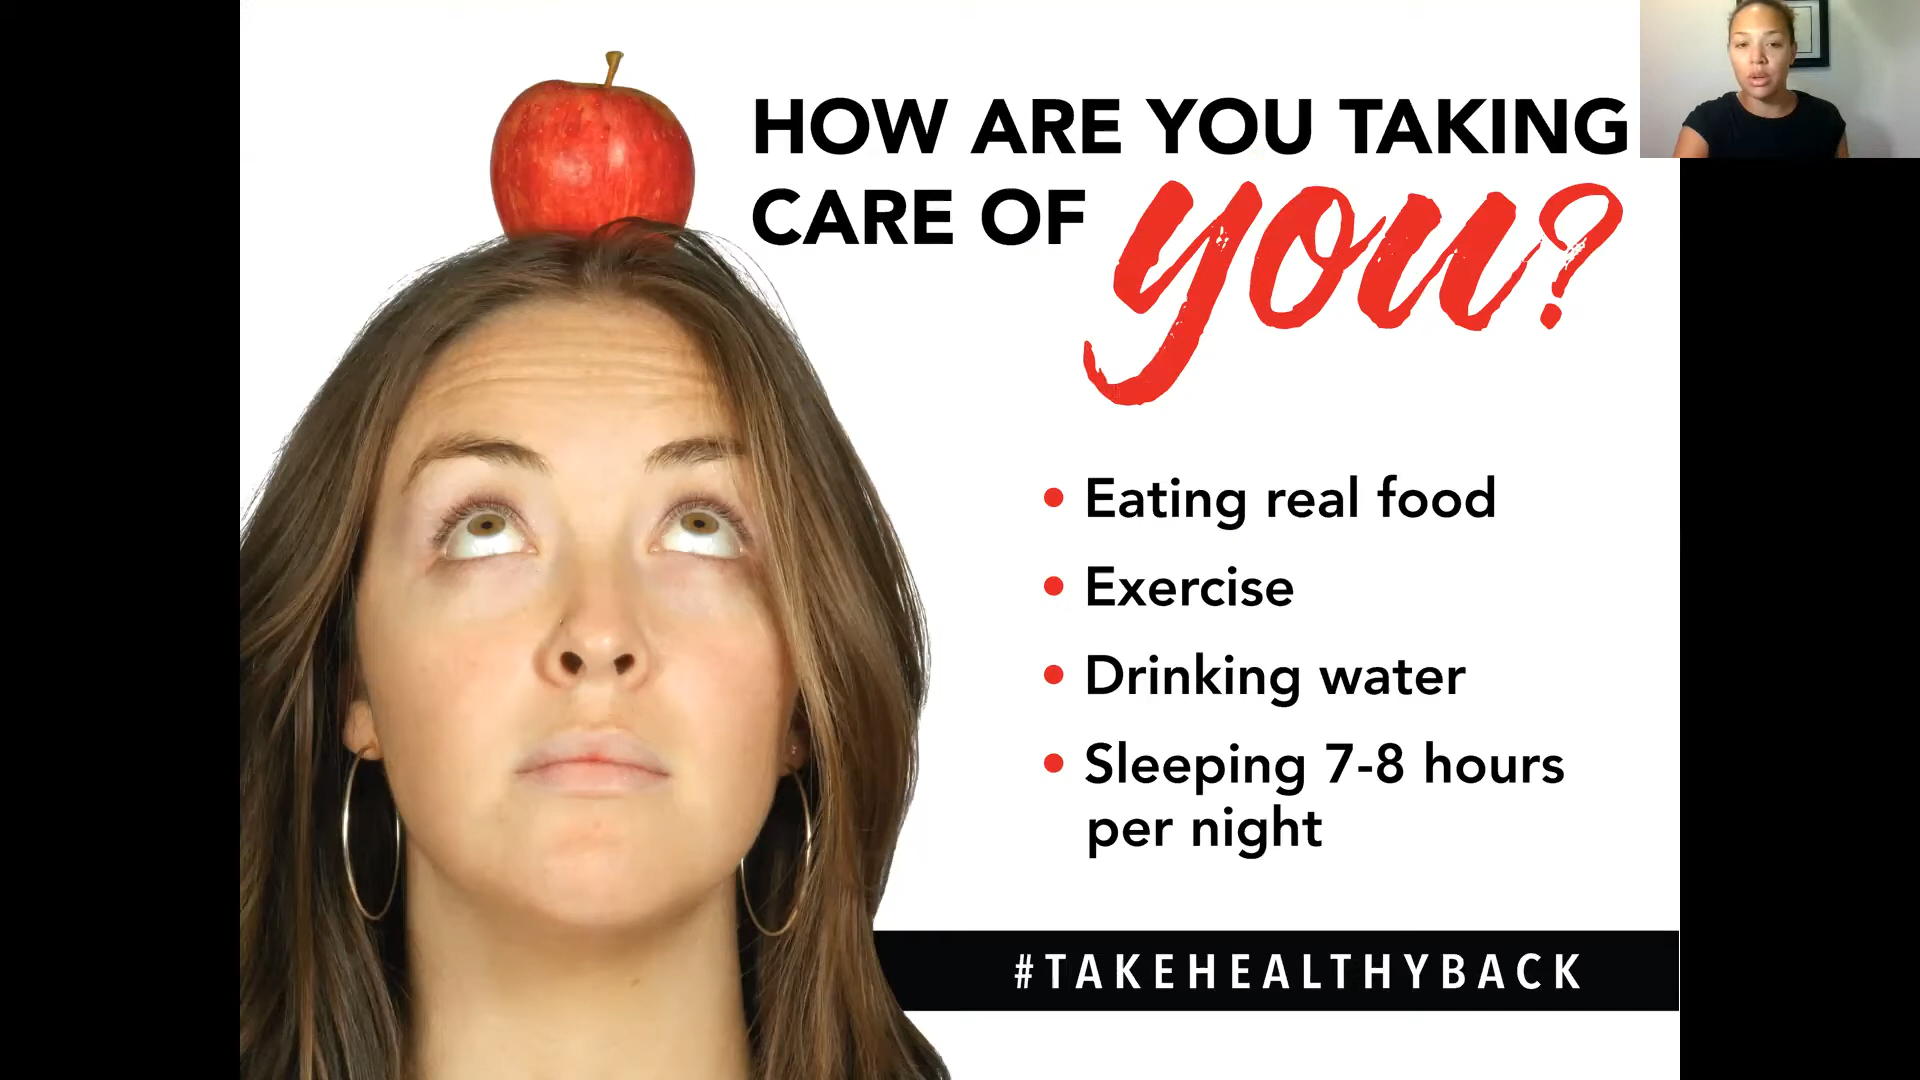 HOW ARE YOU TAKING
CARE OF you?
• Eating real food
• Exercise
• Drinking water
• Sleeping 7-8 hours
per night
#TAKEHEALTHYBACK